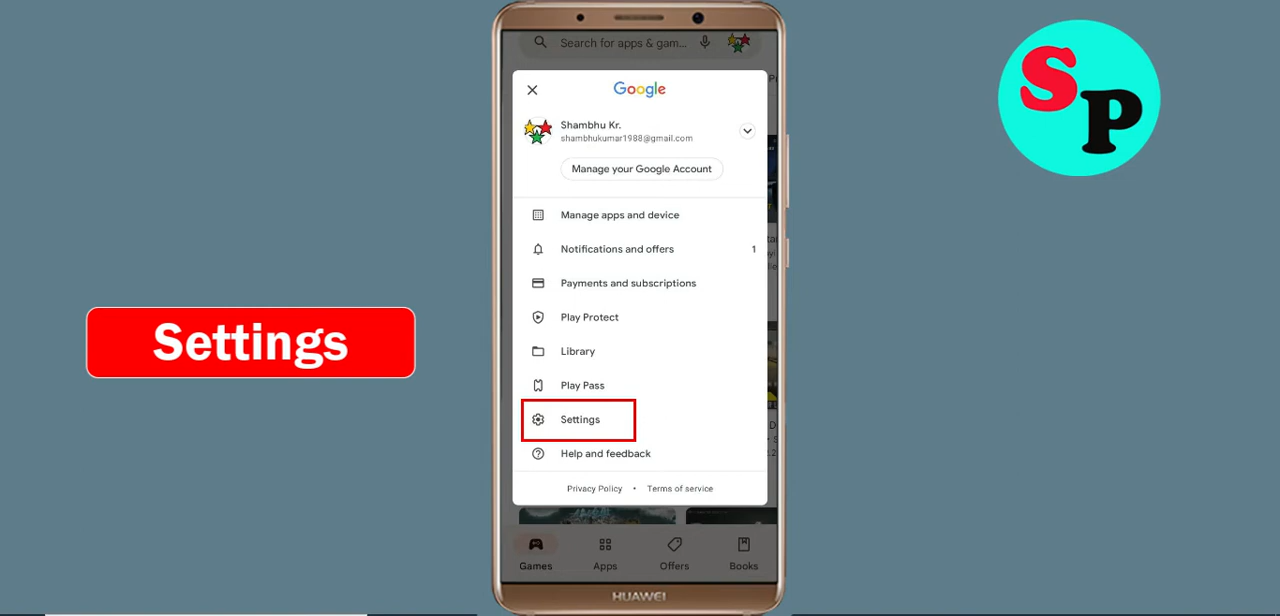 Search for apps & gam...
Google
Shambhu Kr.
shambhukumar1988@gmail.com
Manage your Google Account
Manage apps and device
Notifications and offers 1
Payments and subscriptions
Play Protect
Library
Play Pass
Settings
Help and feedback
Privacy Policy • Terms of service
Games Apps Offers Books
HUAWEI
Settings
SP